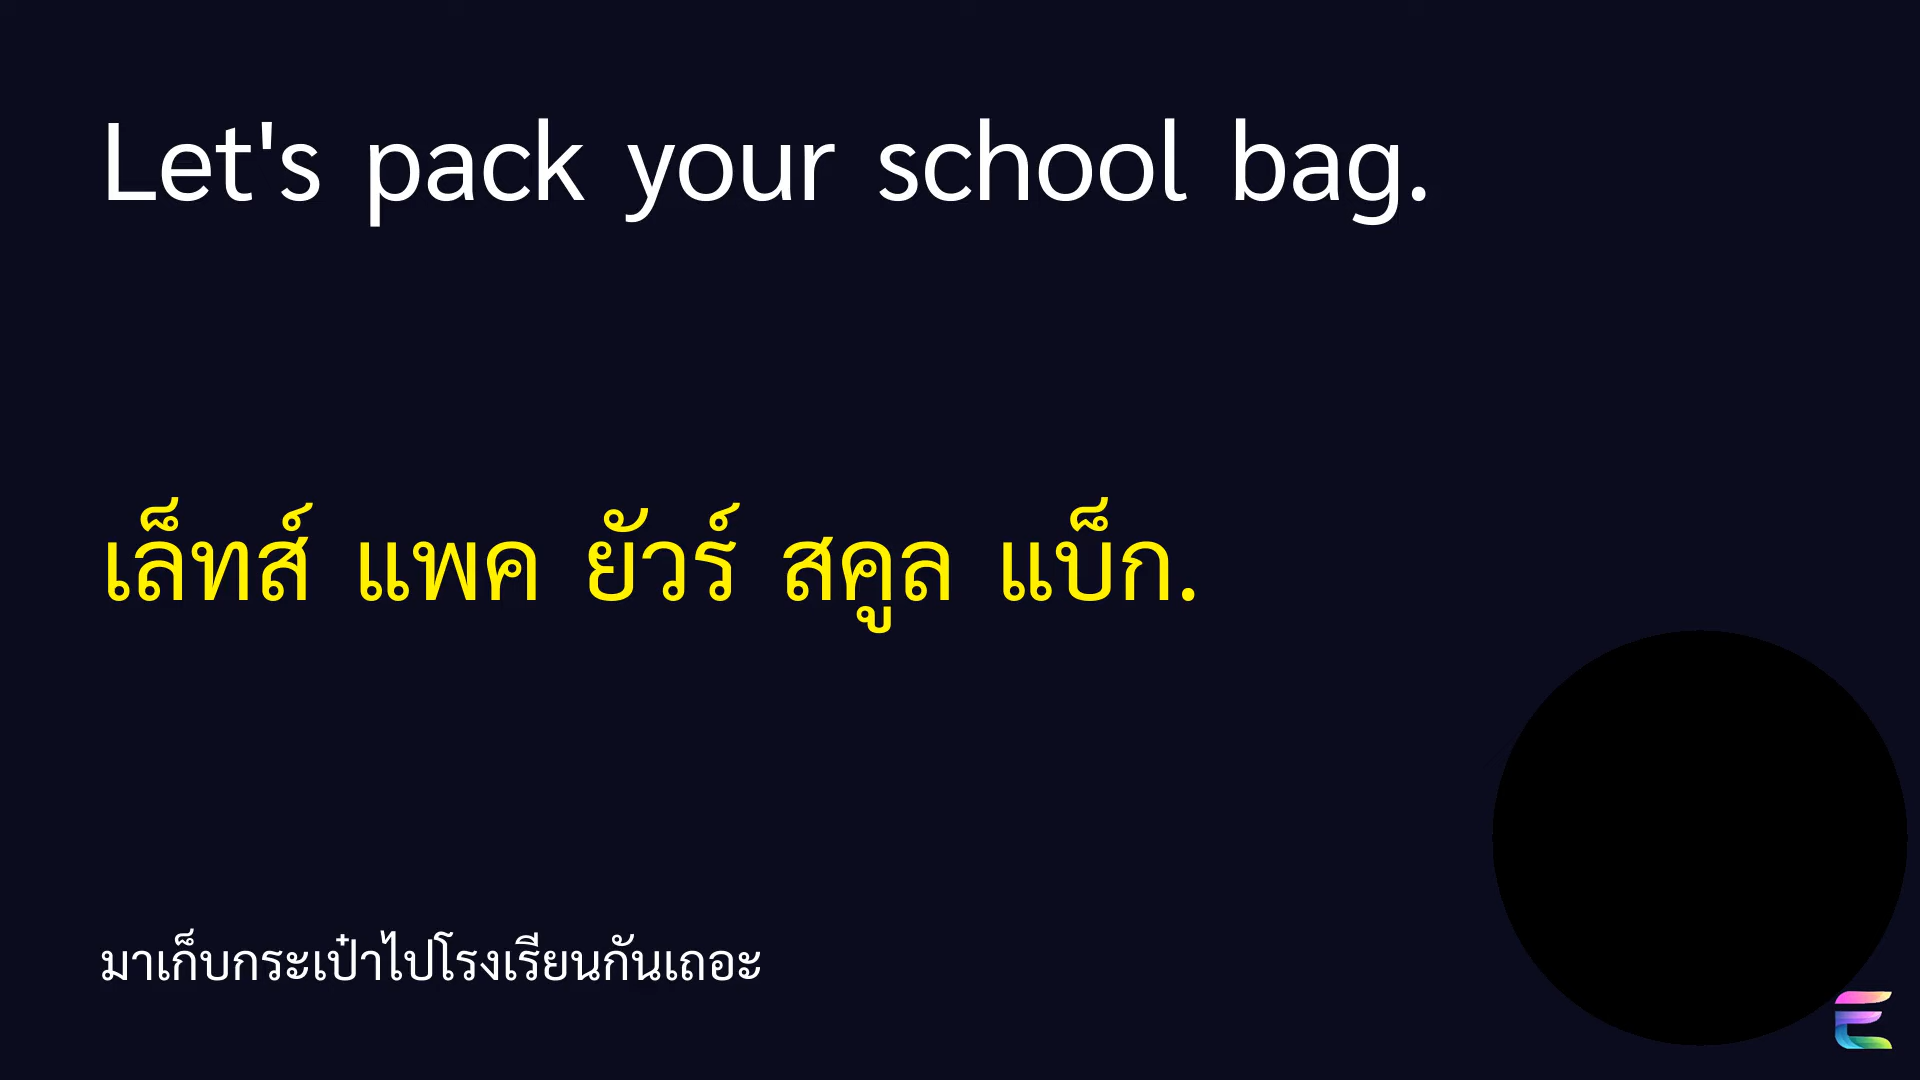 Let's pack your school bag.
เล็ทส์ แพค ยัวร์ สคูล แบ็ก.
มาเก็บกระเป๋าไปโรงเรียนกันเถอะ